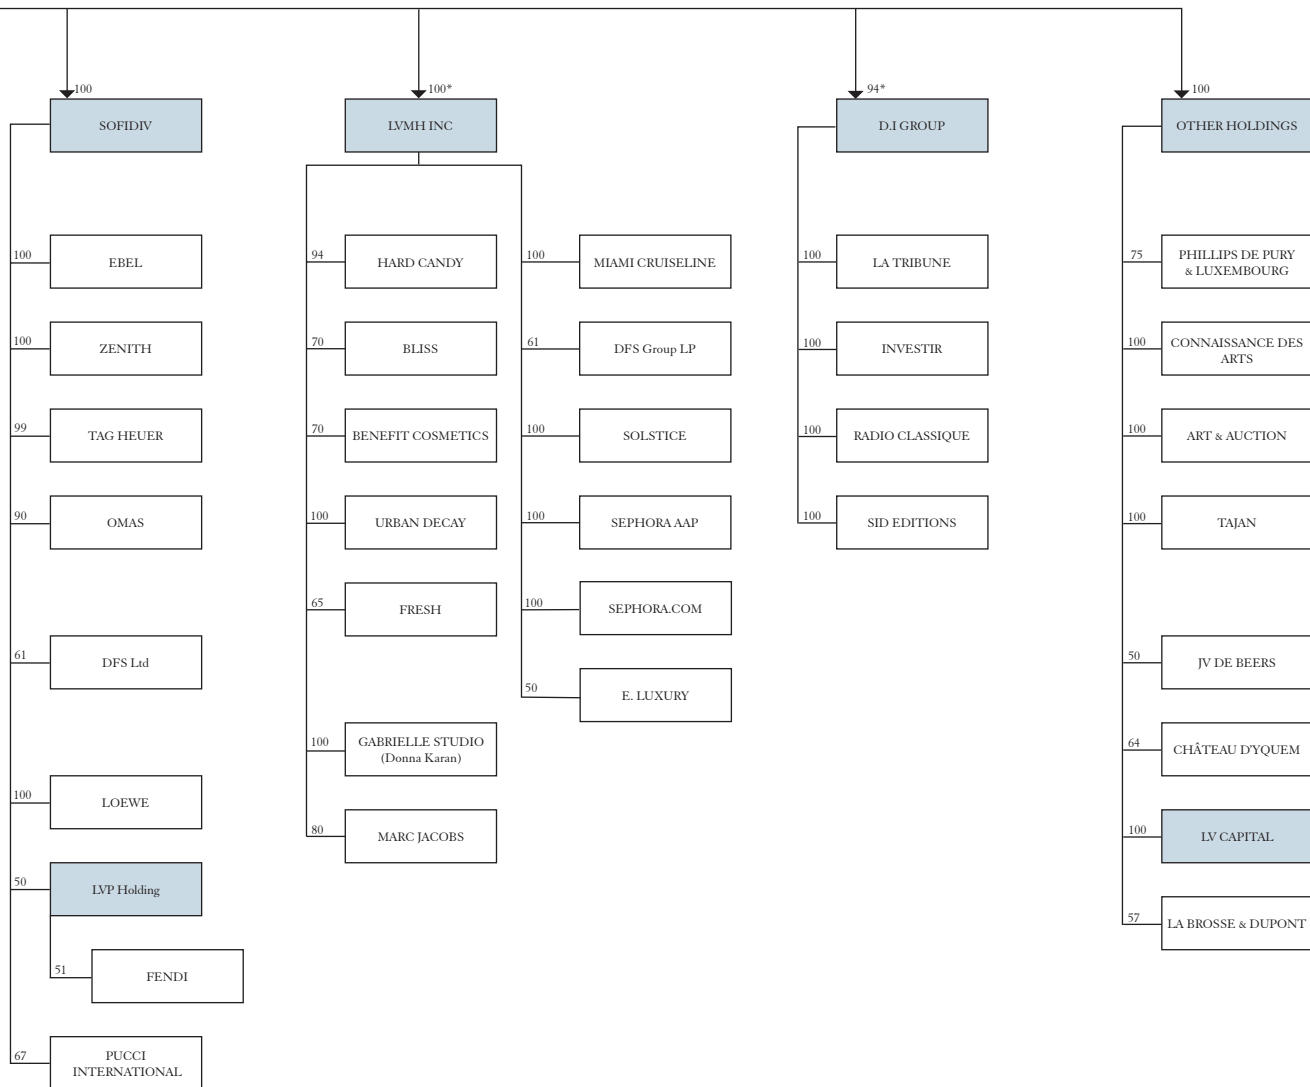 100
SOFIDIV
100
EBEL
100
ZENITH
99
TAG HEUER
90
OMAS
61
DFS Ltd
100
LOEWE
50
LVP Holding
51
FENDI
67
PUCCI
INTERNATIONAL
100*
LVMH INC
94
HARD CANDY
70
BLISS
70
BENEFIT COSMETICS
100
URBAN DECAY
65
FRESH
100
GABRIELLE STUDIO
(Donna Karan)
80
MARC JACOBS
100
MIAMI CRUISELINE
61
DFS Group LP
100
SOLSTICE
100
SEPHORA AAP
100
SEPHORA.COM
50
E. LUXURY
94*
D.I GROUP
100
LA TRIBUNE
100
INVESTIR
100
RADIO CLASSIQUE
100
SID EDITIONS
100
OTHER HOLDINGS
75
PHILLIPS DE PURY
& LUXEMBOURG
100
CONNAISSANCE DES
ARTS
100
ART & AUCTION
100
TAJAN
50
JV DE BEERS
64
CHÂTEAU D'YQUEM
100
LV CAPITAL
57
LA BROSSE & DUPONT